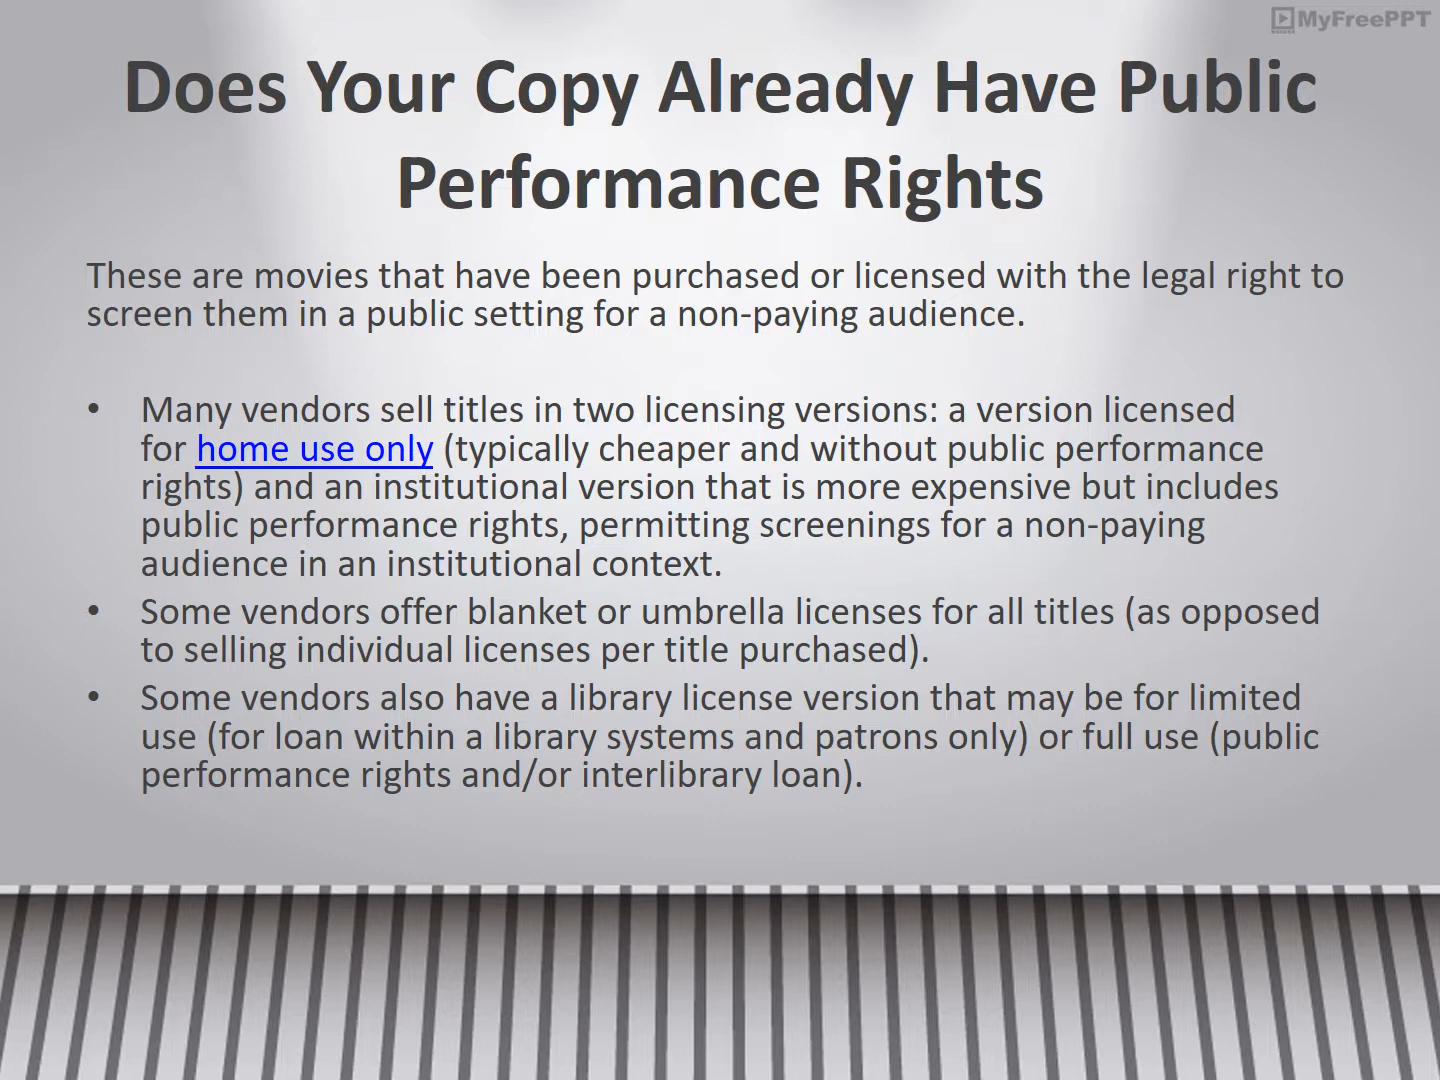 MyFreePPT
Does Your Copy Already Have Public
Performance Rights
These are movies that have been purchased or licensed with the legal right to
screen them in a public setting for a non-paying audience.
• Many vendors sell titles in two licensing versions: a version licensed
for home use only (typically cheaper and without public performance
rights) and an institutional version that is more expensive but includes
public performance rights, permitting screenings for a non-paying
audience in an institutional context.
• Some vendors offer blanket or umbrella licenses for all titles (as opposed
to selling individual licenses per title purchased).
• Some vendors also have a library license version that may be for limited
use (for loan within a library systems and patrons only) or full use (public
performance rights and/or interlibrary loan).